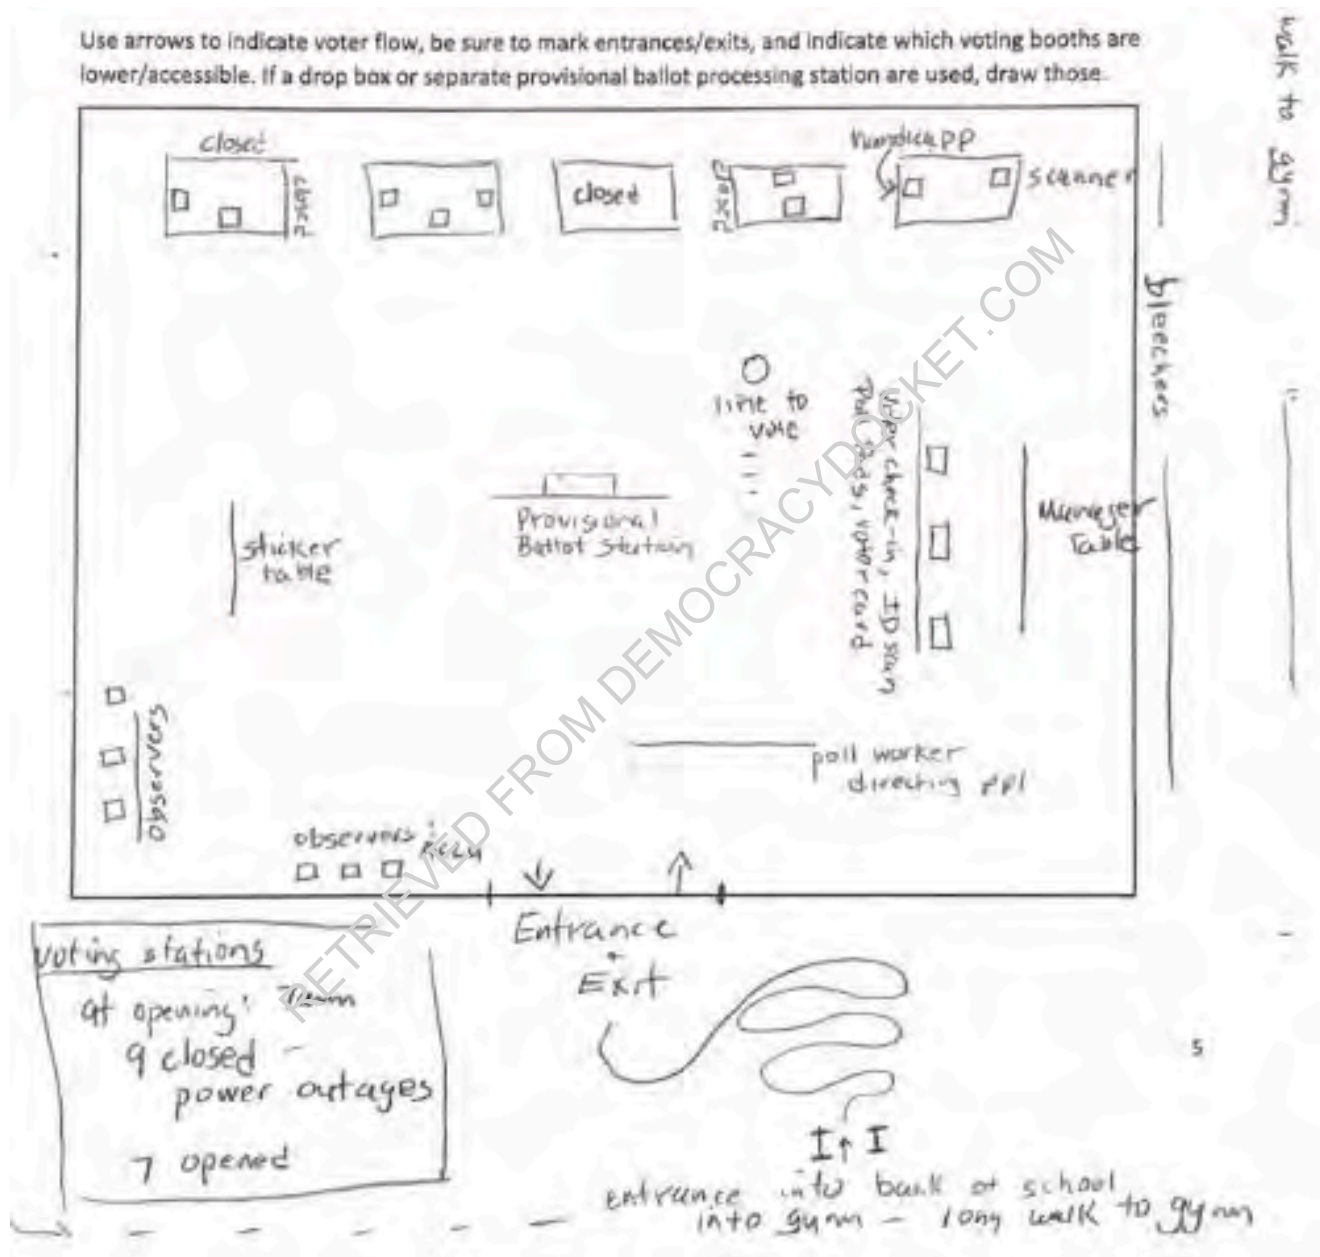 Use arrows to indicate voter flow, be sure to mark entrances/exits, and indicate which voting booths are
lower/accessible. If a drop box or separate provisional ballot processing station are used, draw those.
walk to gymn
closed
closed
closed
closed
handicapp
scanner
bleechers
line to
vote
Voter check-in, ID scan
Poll Pads, voter card
Provisional
Ballot Station
sticker
table
Manager
Table
poll worker
directing ppl
observers
observers
RETRIEVED FROM DEMOCRACYDOCKET.COM
Entrance
+
Exit
voting stations
at opening: 7am
9 closed -
power outages
7 opened
5
I ↑ I
entrance into back of school
into gymn - long walk to gymn